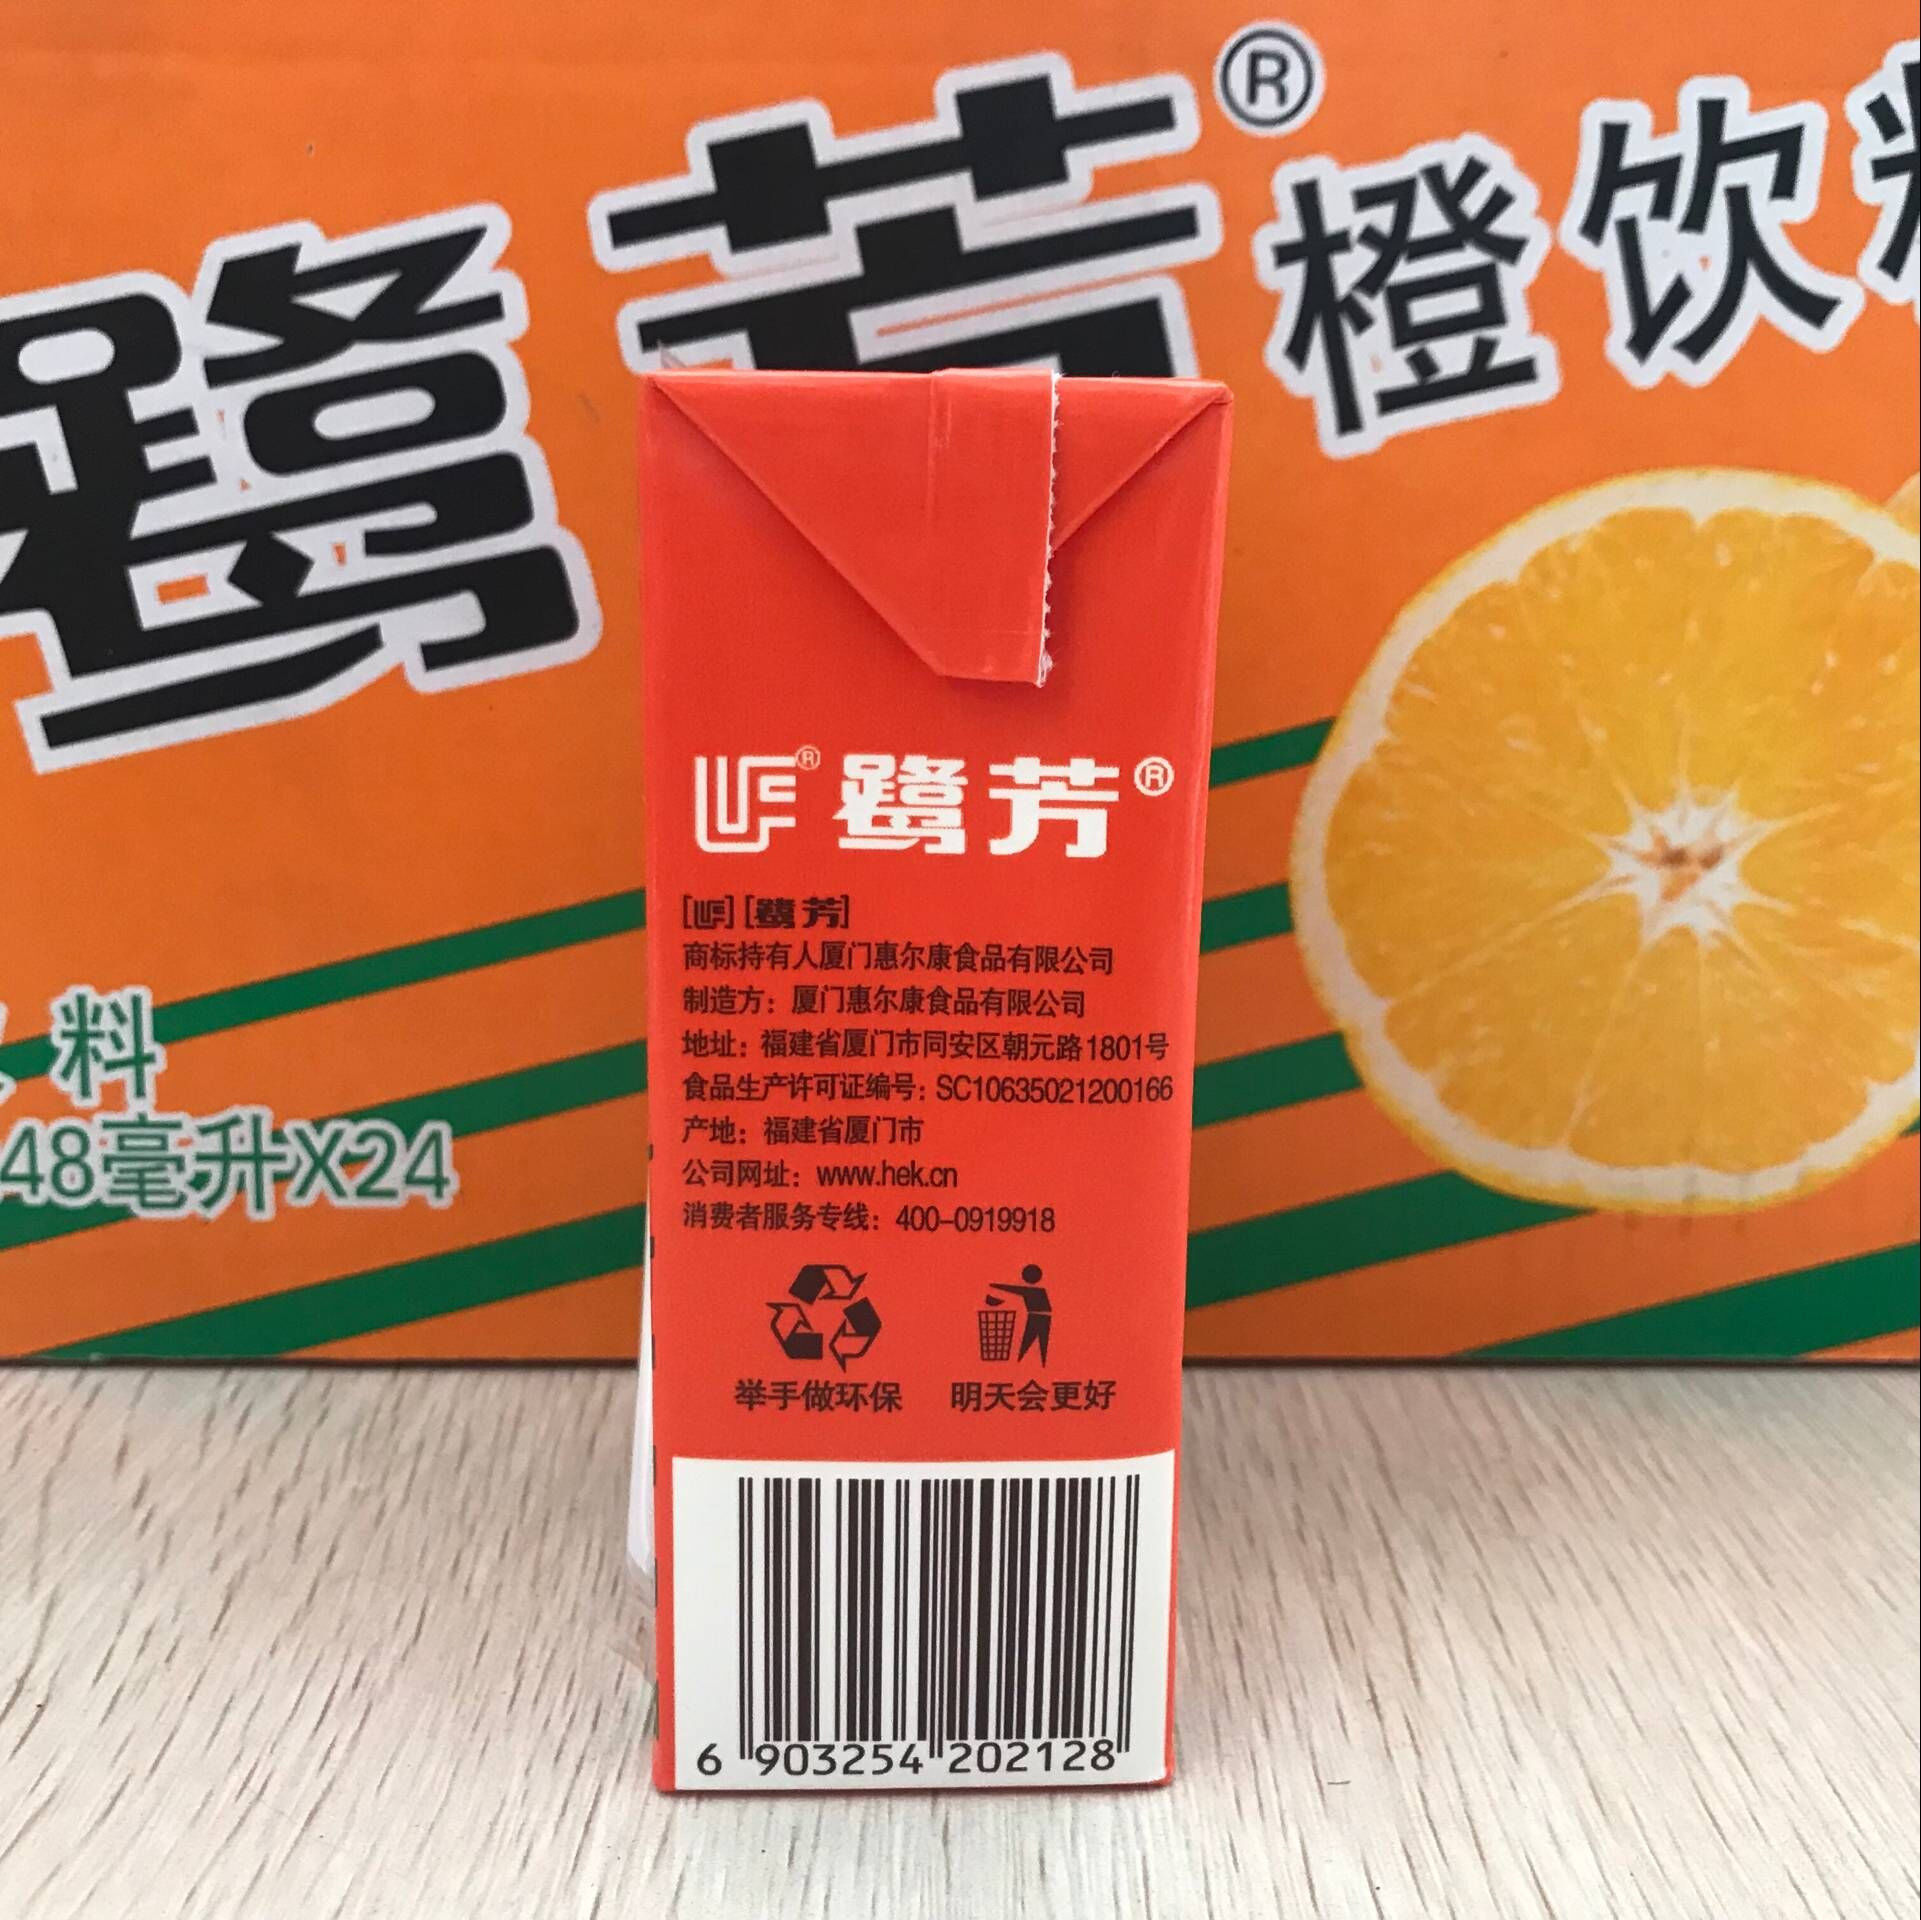 鹭芳®橙饮料
料
48毫升X24
LF® 鹭芳®
[LF] [鹭芳]
商标持有人厦门惠尔康食品有限公司
制造方：厦门惠尔康食品有限公司
地址：福建省厦门市同安区朝元路1801号
食品生产许可证编号：SC10635021200166
产地：福建省厦门市
公司网址：www.hek.cn
消费者服务专线：400-0919918
举手做环保 明天会更好
6 903254 202128